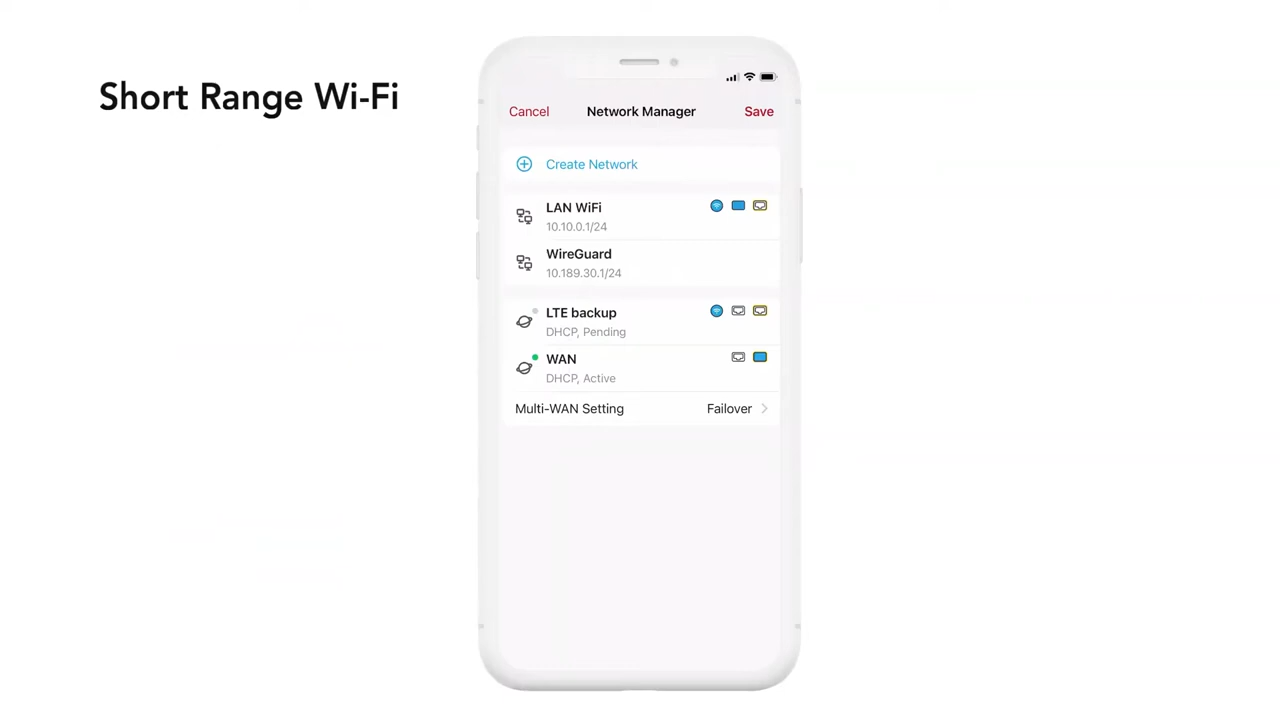 Short Range Wi-Fi
Cancel Network Manager Save
Create Network
LAN WiFi
10.10.0.1/24
WireGuard
10.189.30.1/24
LTE backup
DHCP, Pending
WAN
DHCP, Active
Multi-WAN Setting Failover